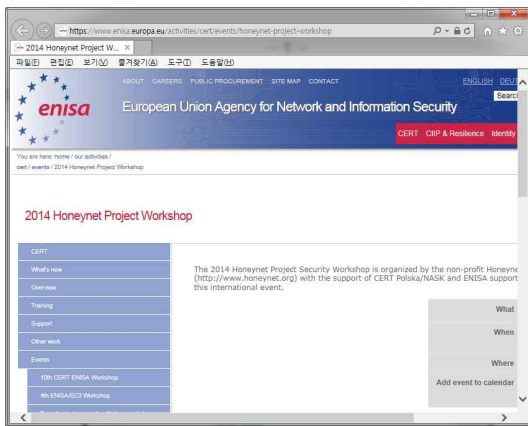 https://www.enisa.europa.eu/activities/cert/events/honeynet-project-workshop
2014 Honeynet Project W...
파일(F) 편집(E) 보기(V) 즐겨찾기(A) 도구(T) 도움말(H)
ABOUT CAREERS PUBLIC PROCUREMENT SITE MAP CONTACT
ENGLISH DEUT
Search
enisa
European Union Agency for Network and Information Security
CERT CIIP & Resilience Identity
You are here: home / our activities /
cert / events / 2014 Honeynet Project Workshop
2014 Honeynet Project Workshop
CERT
What's new
Overview
Training
Support
Other work
Events
10th CERT ENISA Workshop
4th ENISA/EC3 Workshop
The 2014 Honeynet Project Security Workshop is organized by the non-profit Honeyne
(http://www.honeynet.org) with the support of CERT Polska/NASK and ENISA support
this international event.
What
When
Where
Add event to calendar